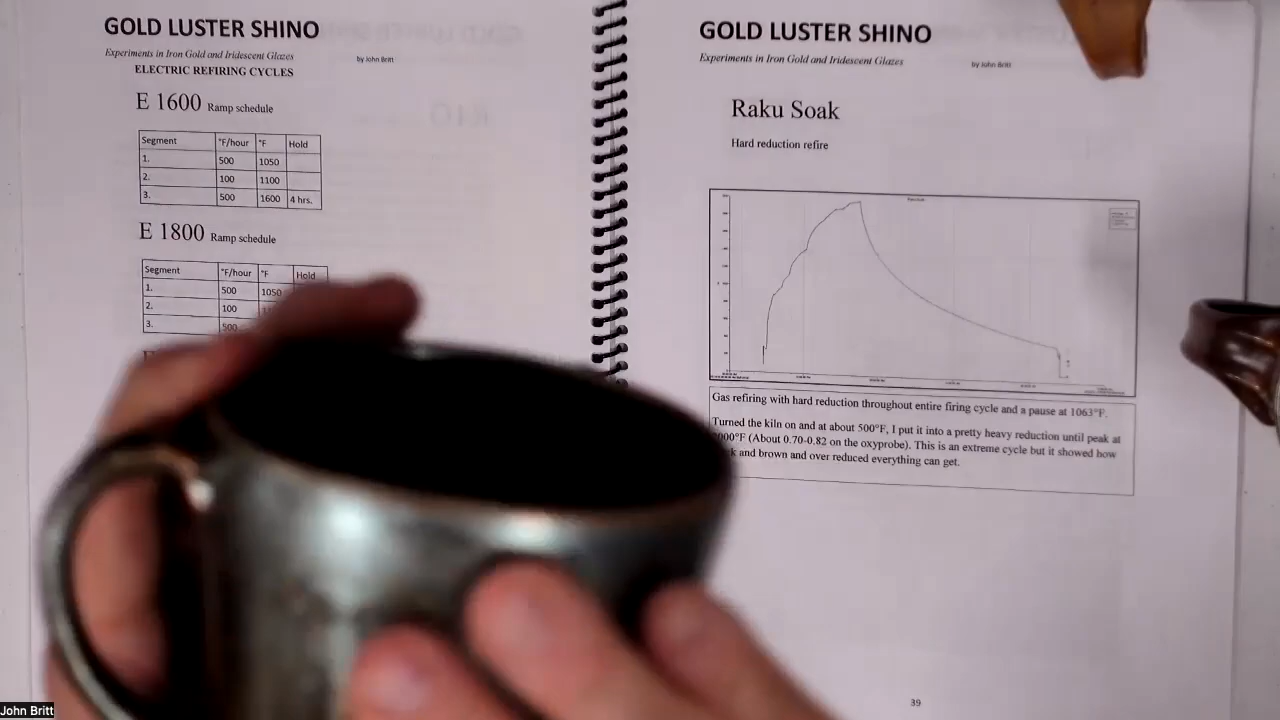 GOLD LUSTER SHINO
Experiments in Iron Gold and Iridescent Glazes
by John Britt
ELECTRIC REFIRING CYCLES
E 1600 Ramp schedule
Segment °F/hour °F Hold
1. 500 1050
2. 100 1100
3. 500 1600 4 hrs.
E 1800 Ramp schedule
Segment °F/hour °F Hold
1. 500 1050
2. 100
3. 500
GOLD LUSTER SHINO
Experiments in Iron Gold and Iridescent Glazes
by John Britt
Raku Soak
Hard reduction refire
Gas refiring with hard reduction throughout entire firing cycle and a pause at 1063°F.
Turned the kiln on and at about 500°F, I put it into a pretty heavy reduction until peak at
000°F (About 0.70-0.82 on the oxyprobe). This is an extreme cycle but it showed how
k and brown and over reduced everything can get.
39
John Britt